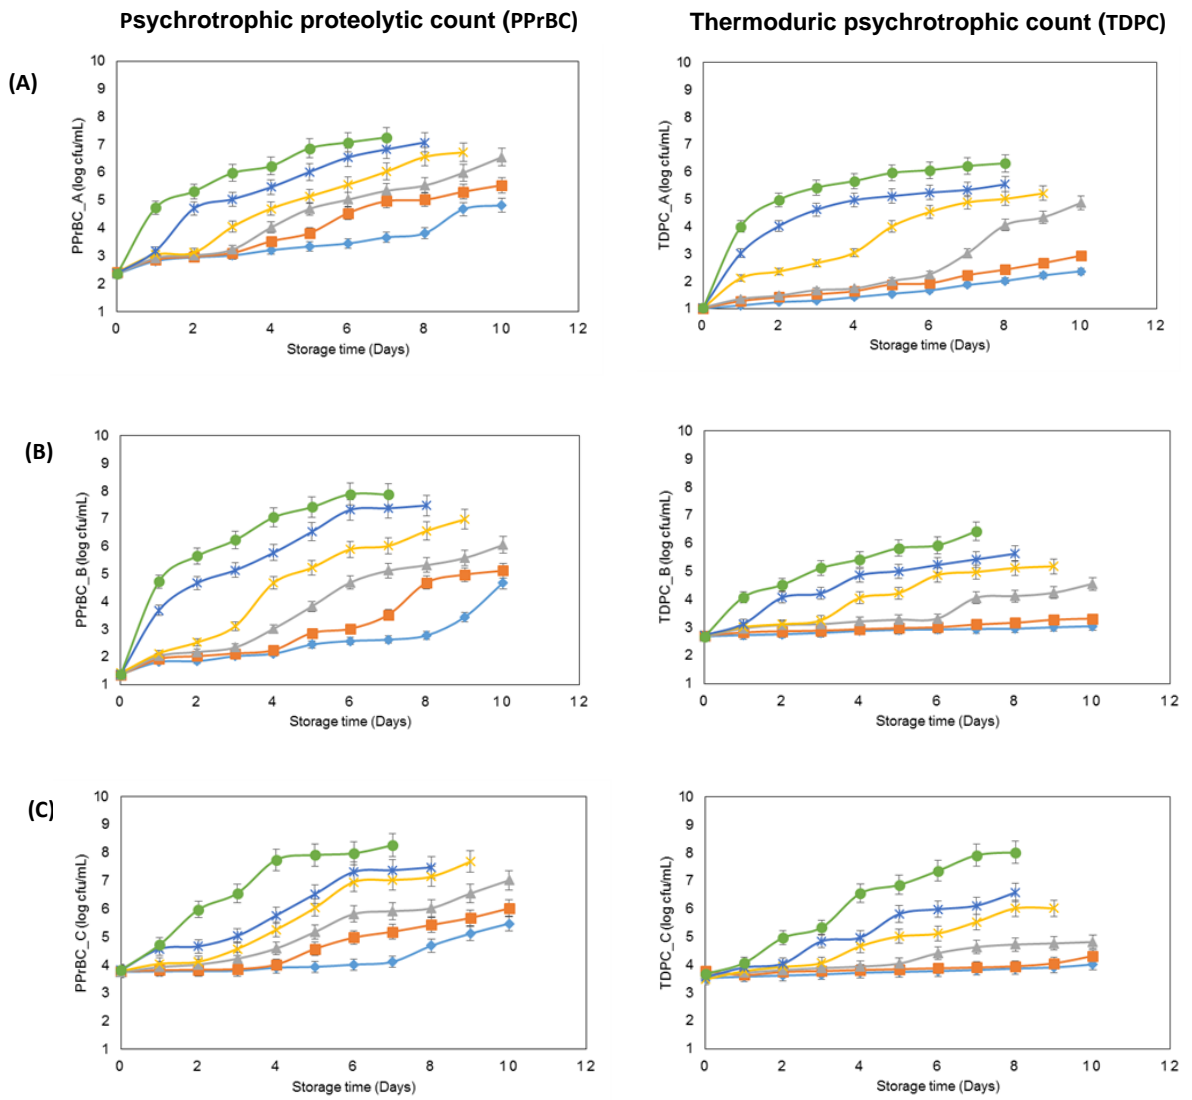 Psychrotrophic proteolytic count (PPrBC)
Thermoduric psychrotrophic count (TDPC)
(A)
PPrBC_A (log cfu/mL)
10
9
8
7
6
5
4
3
2
1
0 2 4 6 8 10 12
Storage time (Days)
TDPC_A (log cfu/mL)
10
9
8
7
6
5
4
3
2
1
0 2 4 6 8 10 12
Storage time (Days)
(B)
PPrBC_B (log cfu/mL)
10
9
8
7
6
5
4
3
2
1
0 2 4 6 8 10 12
Storage time (Days)
TDPC_B (log cfu/mL)
10
9
8
7
6
5
4
3
2
1
0 2 4 6 8 10 12
Storage time (Days)
(C)
PPrBC_C (log cfu/mL)
10
9
8
7
6
5
4
3
2
1
0 2 4 6 8 10 12
Storage time (Days)
TDPC_C (log cfu/mL)
10
9
8
7
6
5
4
3
2
1
0 2 4 6 8 10 12
Storage time (Days)